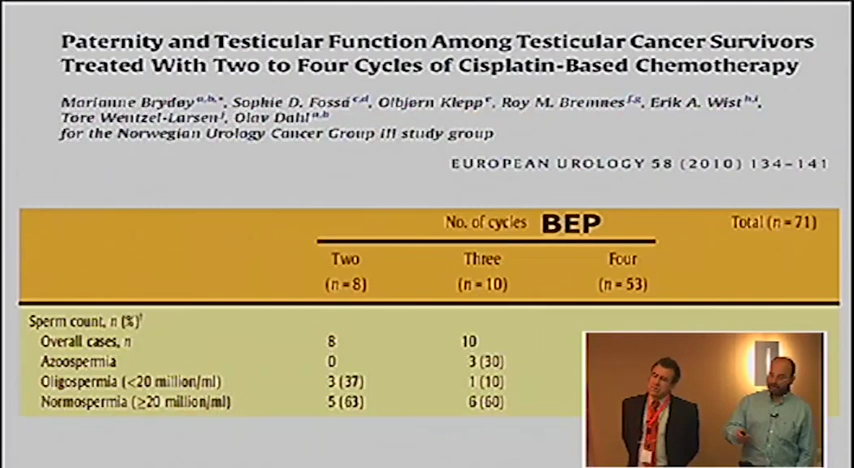 Paternity and Testicular Function Among Testicular Cancer Survivors
Treated With Two to Four Cycles of Cisplatin-Based Chemotherapy
Marianne Brydøy a,b,*, Sophie D. Fosså c,d, Olbjørn Klepp e, Roy M. Bremnes f,g, Erik A. Wist h,i,
Tore Wentzel-Larsen j, Olav Dahl a,b
for the Norwegian Urology Cancer Group III study group
EUROPEAN UROLOGY 58 (2010) 134–141
No. of cycles BEP Total (n = 71)
Two Three Four
(n = 8) (n = 10) (n = 53)
Sperm count, n (%)†
Overall cases, n 8 10
Azoospermia 0 3 (30)
Oligospermia (<20 million/ml) 3 (37) 1 (10)
Normospermia (≥20 million/ml) 5 (63) 6 (60)